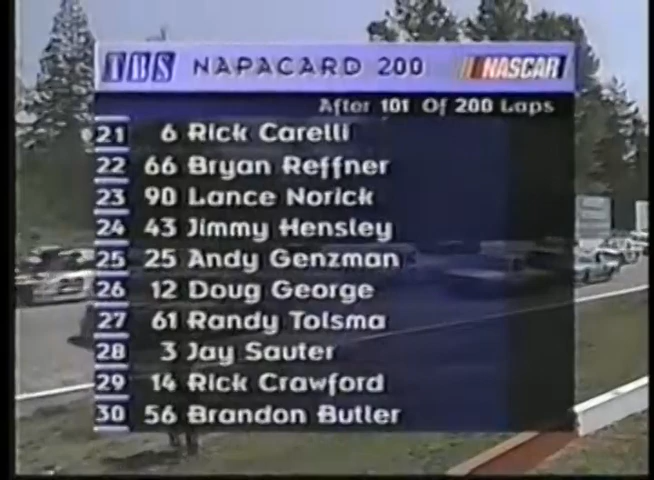 TBS NAPACARD 200 NASCAR
After 101 Of 200 Laps
21 6 Rick Carelli
22 66 Bryan Reffner
23 90 Lance Norick
24 43 Jimmy Hensley
25 25 Andy Genzman
26 12 Doug George
27 61 Randy Tolsma
28 3 Jay Sauter
29 14 Rick Crawford
30 56 Brandon Butler